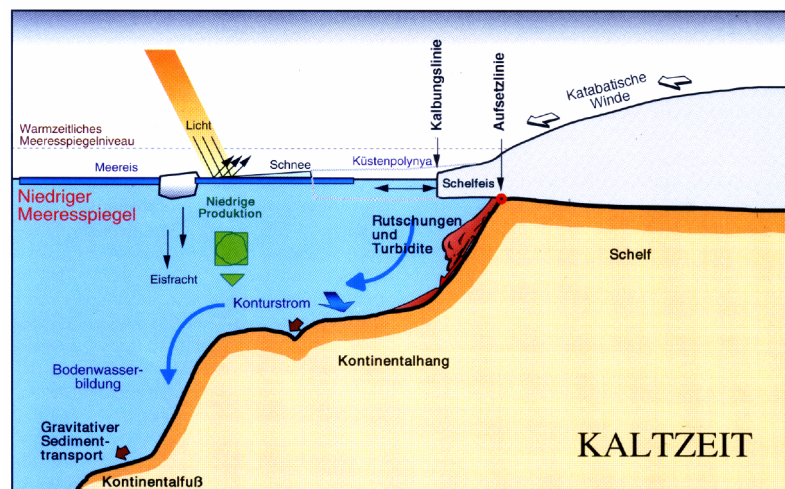 Kalbungslinie
Aufsetzlinie
Katabatische
Winde
Warmzeitliches
Meeresspiegelniveau
Licht
Meereis
Schnee
Küstenpolynya
Schelfeis
Niedriger
Meeresspiegel
Niedrige
Produktion
Rutschungen
und
Turbidite
Schelf
Eisfracht
Konturstrom
Kontinentalhang
Bodenwasser-
bildung
Gravitativer
Sediment-
transport
KALTZEIT
Kontinentalfuß